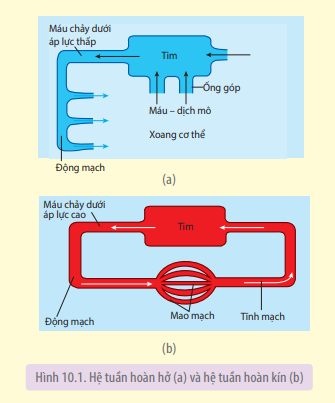 Máu chảy dưới
áp lực thấp
Tim
Ống góp
Máu – dịch mô
Xoang cơ thể
Động mạch
(a)
Máu chảy dưới
áp lực cao
Tim
Mao mạch
Động mạch
Tĩnh mạch
(b)
Hình 10.1. Hệ tuần hoàn hở (a) và hệ tuần hoàn kín (b)